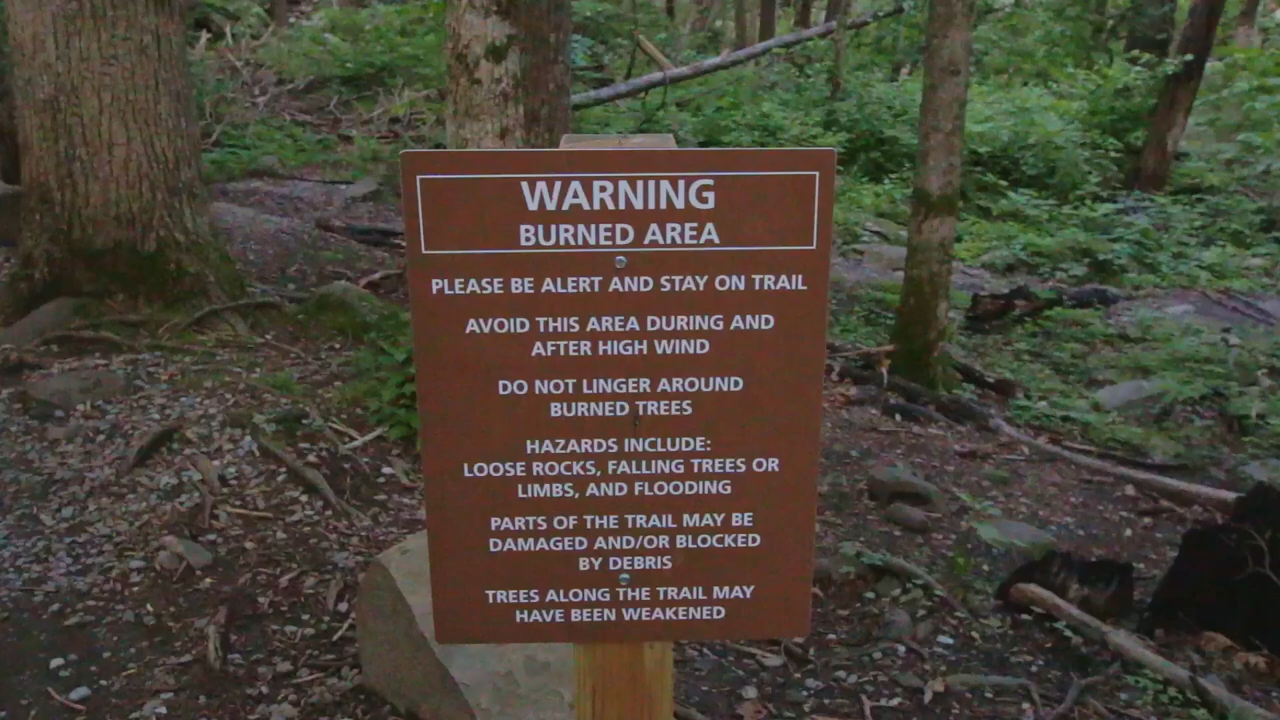 WARNING
BURNED AREA
PLEASE BE ALERT AND STAY ON TRAIL
AVOID THIS AREA DURING AND
AFTER HIGH WIND
DO NOT LINGER AROUND
BURNED TREES
HAZARDS INCLUDE:
LOOSE ROCKS, FALLING TREES OR
LIMBS, AND FLOODING
PARTS OF THE TRAIL MAY BE
DAMAGED AND/OR BLOCKED
BY DEBRIS
TREES ALONG THE TRAIL MAY
HAVE BEEN WEAKENED